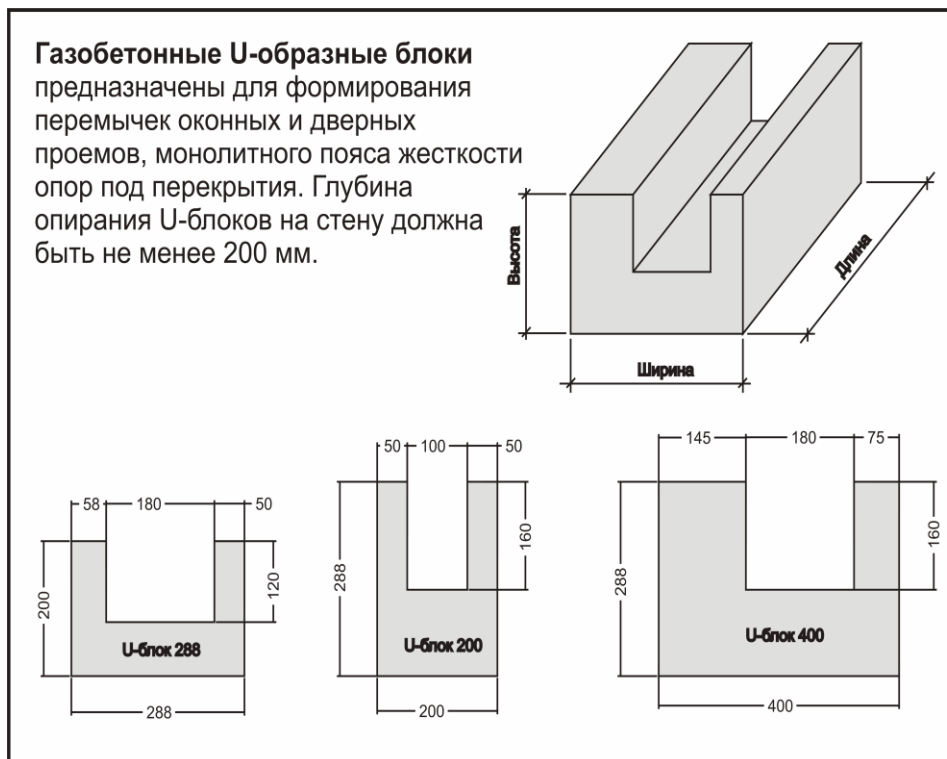 Газобетонные U-образные блоки
предназначены для формирования
перемычек оконных и дверных
проемов, монолитного пояса жесткости
опор под перекрытия. Глубина
опирания U-блоков на стену должна
быть не менее 200 мм.
Высота
Длина
Ширина
58 180 50
200
120
U-блок 288
288
50 100 50
288
160
U-блок 200
200
145 180 75
288
160
U-блок 400
400